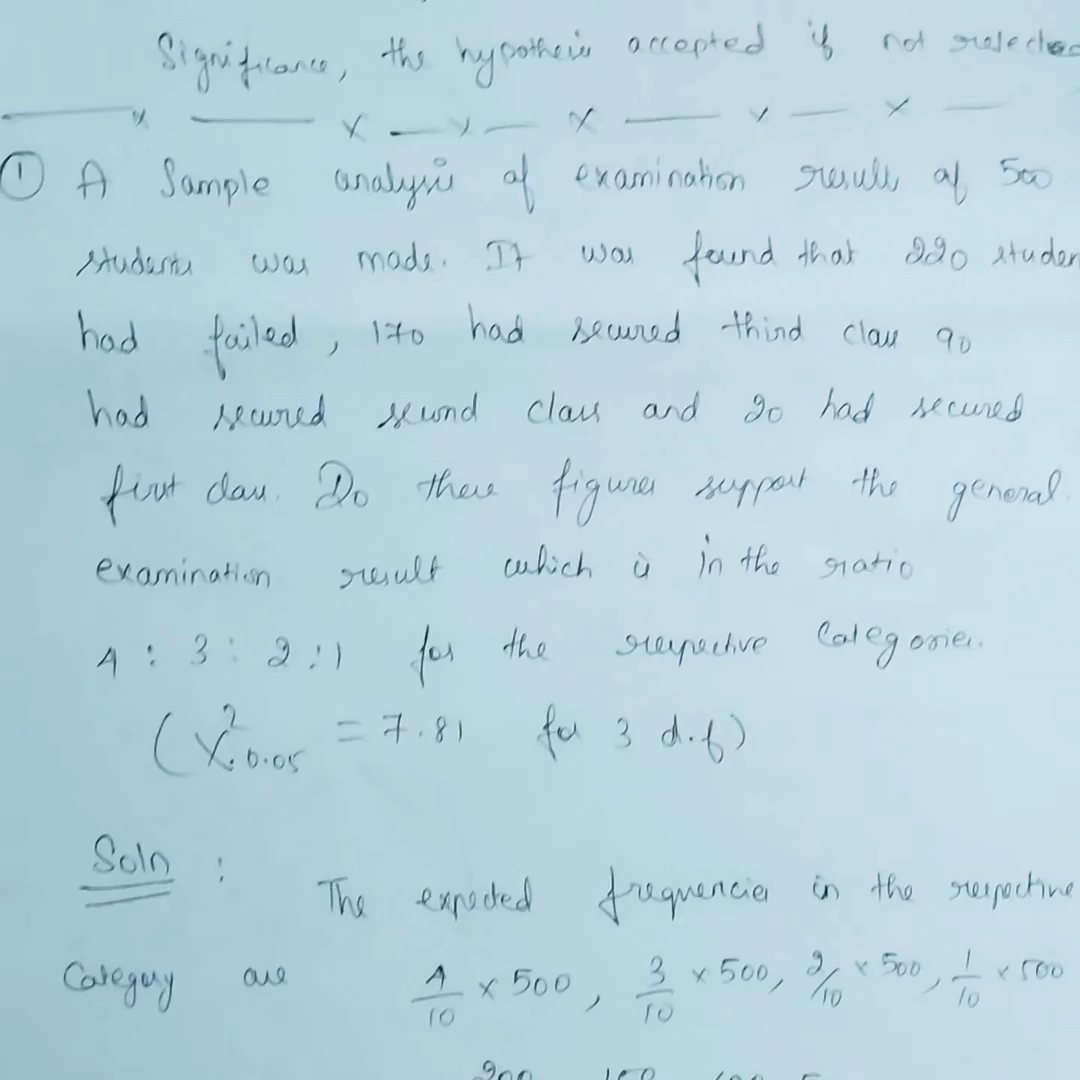 Significance, the hypothesis accepted if not rejected
— x — x — x — x — x — x —
① A Sample analysis of examination results of 500
students was made. It was found that 220 studen
had failed, 170 had secured third class 90
had secured second class and 20 had secured
first class. Do these figures support the general
examination result which is in the ratio
4 : 3 : 2 : 1 for the respective Categories.
(χ²0.05 = 7.81 for 3 d.f)
Soln :
The expected frequencies in the respective
Category are 4/10 × 500, 3/10 × 500, 2/10 × 500, 1/10 × 500